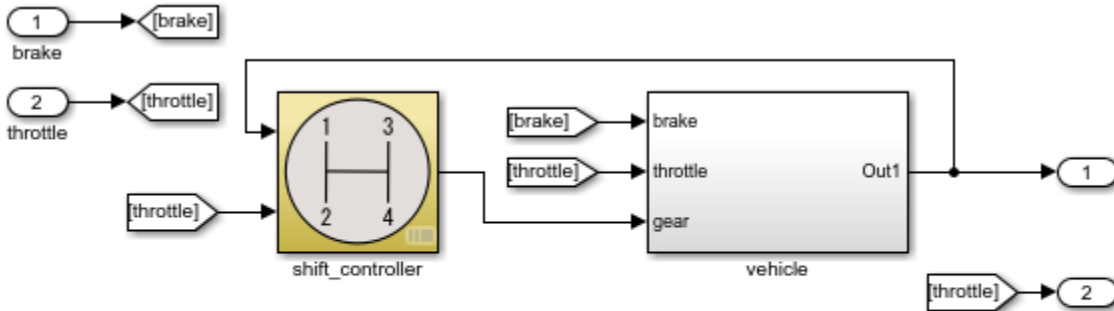 1
[brake]
brake
2
[throttle]
throttle
[throttle]
1 3
2 4
shift_controller
[brake]
[throttle]
brake
throttle
gear
Out1
vehicle
1
[throttle]
2